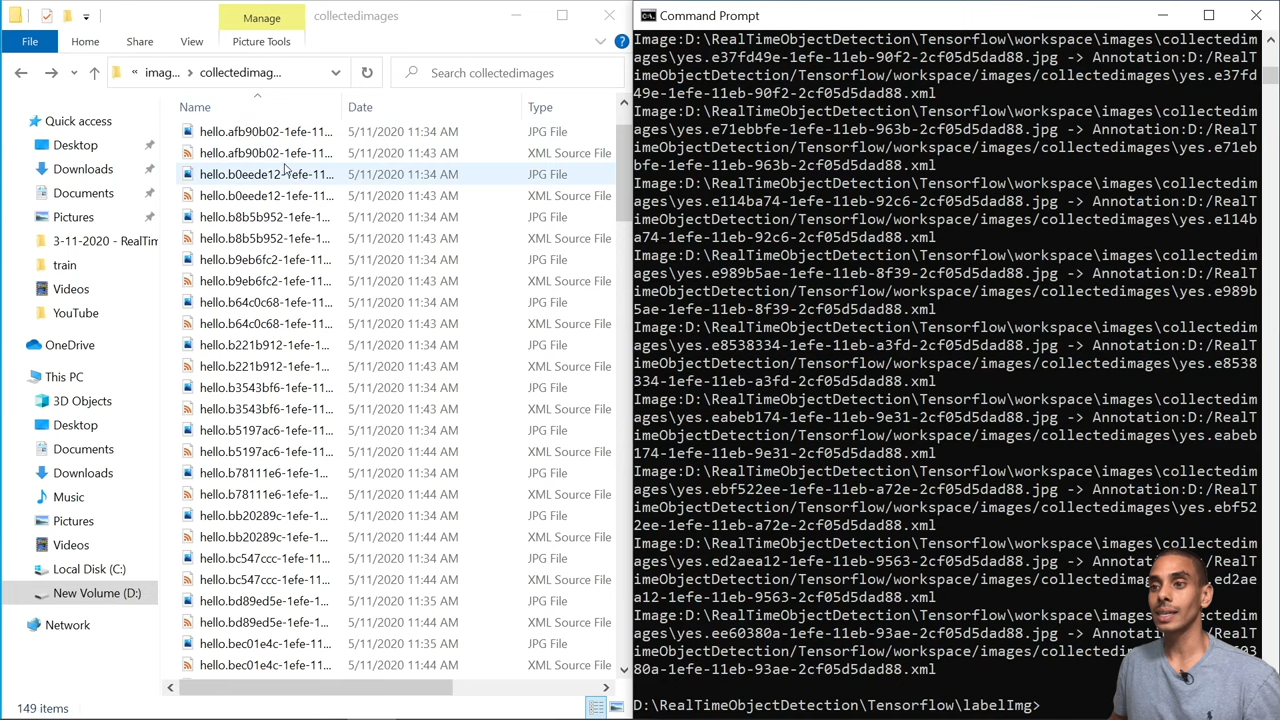 Manage
collectedimages
File
Home
Share
View
Picture Tools
« imag... > collectedimag...
Search collectedimages
Quick access
Desktop
Downloads
Documents
Pictures
3-11-2020 - RealTim
train
Videos
YouTube
OneDrive
This PC
3D Objects
Desktop
Documents
Downloads
Music
Pictures
Videos
Local Disk (C:)
New Volume (D:)
Network
Name Date Type
hello.afb90b02-1efe-11... 5/11/2020 11:34 AM JPG File
hello.afb90b02-1efe-11... 5/11/2020 11:43 AM XML Source File
hello.b0eede12-1efe-11... 5/11/2020 11:34 AM JPG File
hello.b0eede12-1efe-11... 5/11/2020 11:43 AM XML Source File
hello.b8b5b952-1efe-1... 5/11/2020 11:34 AM JPG File
hello.b8b5b952-1efe-1... 5/11/2020 11:43 AM XML Source File
hello.b9eb6fc2-1efe-11... 5/11/2020 11:34 AM JPG File
hello.b9eb6fc2-1efe-11... 5/11/2020 11:43 AM XML Source File
hello.b64c0c68-1efe-11... 5/11/2020 11:34 AM JPG File
hello.b64c0c68-1efe-11... 5/11/2020 11:43 AM XML Source File
hello.b221b912-1efe-1... 5/11/2020 11:34 AM JPG File
hello.b221b912-1efe-1... 5/11/2020 11:43 AM XML Source File
hello.b3543bf6-1efe-11... 5/11/2020 11:34 AM JPG File
hello.b3543bf6-1efe-11... 5/11/2020 11:43 AM XML Source File
hello.b5197ac6-1efe-11... 5/11/2020 11:34 AM JPG File
hello.b5197ac6-1efe-11... 5/11/2020 11:44 AM XML Source File
hello.b78111e6-1efe-1... 5/11/2020 11:34 AM JPG File
hello.b78111e6-1efe-1... 5/11/2020 11:44 AM XML Source File
hello.bb20289c-1efe-1... 5/11/2020 11:34 AM JPG File
hello.bb20289c-1efe-1... 5/11/2020 11:44 AM XML Source File
hello.bc547ccc-1efe-11... 5/11/2020 11:34 AM JPG File
hello.bc547ccc-1efe-11... 5/11/2020 11:44 AM XML Source File
hello.bd89ed5e-1efe-1... 5/11/2020 11:35 AM JPG File
hello.bd89ed5e-1efe-1... 5/11/2020 11:44 AM XML Source File
hello.bec01e4c-1efe-11... 5/11/2020 11:35 AM JPG File
hello.bec01e4c-1efe-11... 5/11/2020 11:44 AM XML Source File
149 items
Command Prompt
Image:D:\RealTimeObjectDetection\Tensorflow\workspace\images\collectedim
ages\yes.e37fd49e-1efe-11eb-90f2-2cf05d5dad88.jpg -> Annotation:D:/RealT
imeObjectDetection/Tensorflow/workspace/images/collectedimages\yes.e37fd
49e-1efe-11eb-90f2-2cf05d5dad88.xml
Image:D:\RealTimeObjectDetection\Tensorflow\workspace\images\collectedim
ages\yes.e71ebbfe-1efe-11eb-963b-2cf05d5dad88.jpg -> Annotation:D:/RealT
imeObjectDetection/Tensorflow/workspace/images/collectedimages\yes.e71eb
bfe-1efe-11eb-963b-2cf05d5dad88.xml
Image:D:\RealTimeObjectDetection\Tensorflow\workspace\images\collectedim
ages\yes.e114ba74-1efe-11eb-92c6-2cf05d5dad88.jpg -> Annotation:D:/RealT
imeObjectDetection/Tensorflow/workspace/images/collectedimages\yes.e114b
a74-1efe-11eb-92c6-2cf05d5dad88.xml
Image:D:\RealTimeObjectDetection\Tensorflow\workspace\images\collectedim
ages\yes.e989b5ae-1efe-11eb-8f39-2cf05d5dad88.jpg -> Annotation:D:/RealT
imeObjectDetection/Tensorflow/workspace/images/collectedimages\yes.e989b
5ae-1efe-11eb-8f39-2cf05d5dad88.xml
Image:D:\RealTimeObjectDetection\Tensorflow\workspace\images\collectedim
ages\yes.e8538334-1efe-11eb-a3fd-2cf05d5dad88.jpg -> Annotation:D:/RealT
imeObjectDetection/Tensorflow/workspace/images/collectedimages\yes.e8538
334-1efe-11eb-a3fd-2cf05d5dad88.xml
Image:D:\RealTimeObjectDetection\Tensorflow\workspace\images\collectedim
ages\yes.eabeb174-1efe-11eb-9e31-2cf05d5dad88.jpg -> Annotation:D:/RealT
imeObjectDetection/Tensorflow/workspace/images/collectedimages\yes.eabeb
174-1efe-11eb-9e31-2cf05d5dad88.xml
Image:D:\RealTimeObjectDetection\Tensorflow\workspace\images\collectedim
ages\yes.ebf522ee-1efe-11eb-a72e-2cf05d5dad88.jpg -> Annotation:D:/RealT
imeObjectDetection/Tensorflow/workspace/images/collectedimages\yes.ebf52
2ee-1efe-11eb-a72e-2cf05d5dad88.xml
Image:D:\RealTimeObjectDetection\Tensorflow\workspace\images\collectedim
ages\yes.ed2aea12-1efe-11eb-9563-2cf05d5dad88.jpg -> Annotation:D:/RealT
imeObjectDetection/Tensorflow/workspace/images/collectedimag ed2ae
a12-1efe-11eb-9563-2cf05d5dad88.xml
Image:D:\RealTimeObjectDetection\Tensorflow\workspace\images dim
ages\yes.ee60380a-1efe-11eb-93ae-2cf05d5dad88.jpg -> Annota ealT
imeObjectDetection/Tensorflow/workspace/images/collectedima 603
80a-1efe-11eb-93ae-2cf05d5dad88.xml
D:\RealTimeObjectDetection\Tensorflow\labelImg>